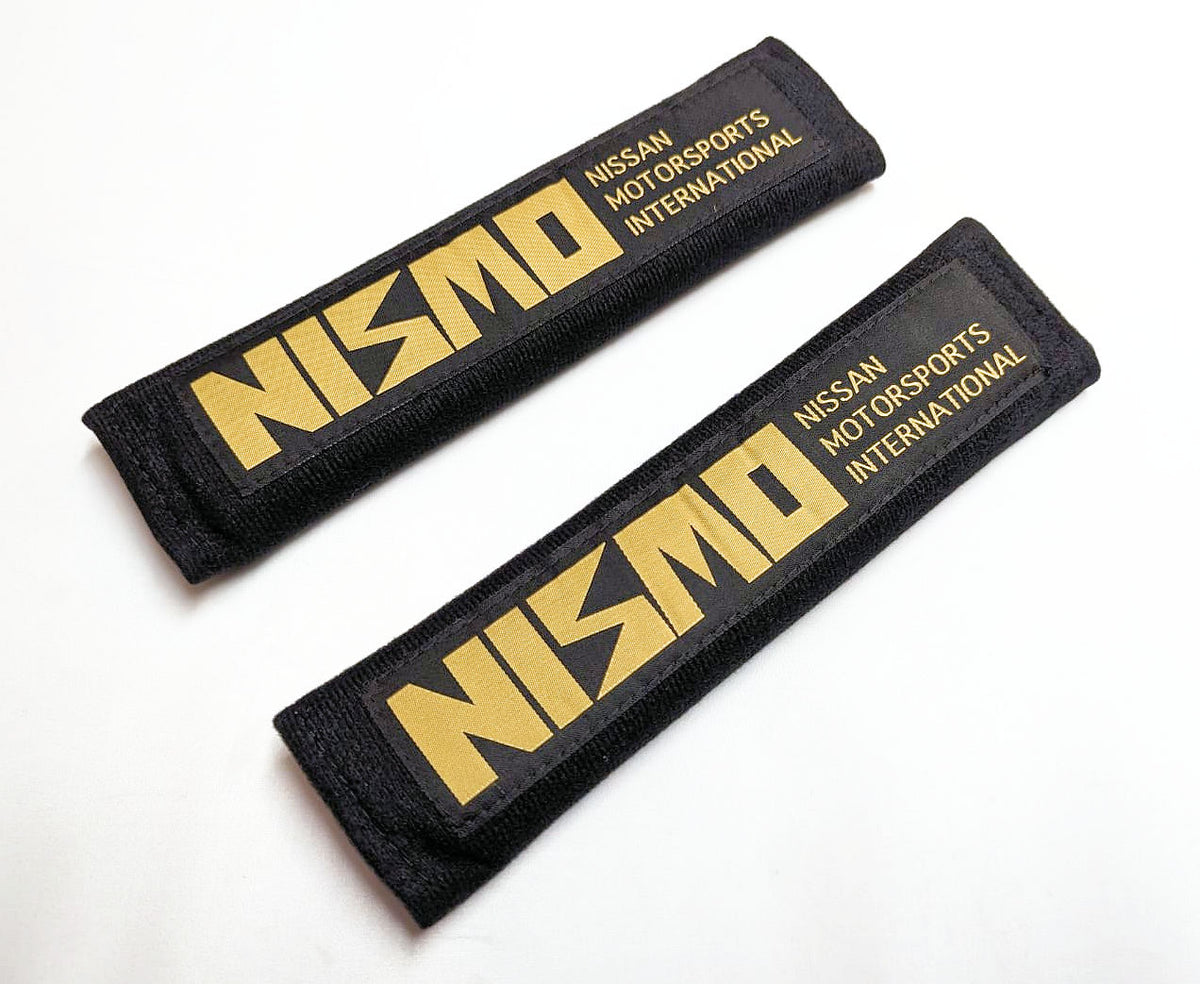 NISMO
NISSAN
MOTORSPORTS
INTERNATIONAL
NISMO
NISSAN
MOTORSPORTS
INTERNATIONAL